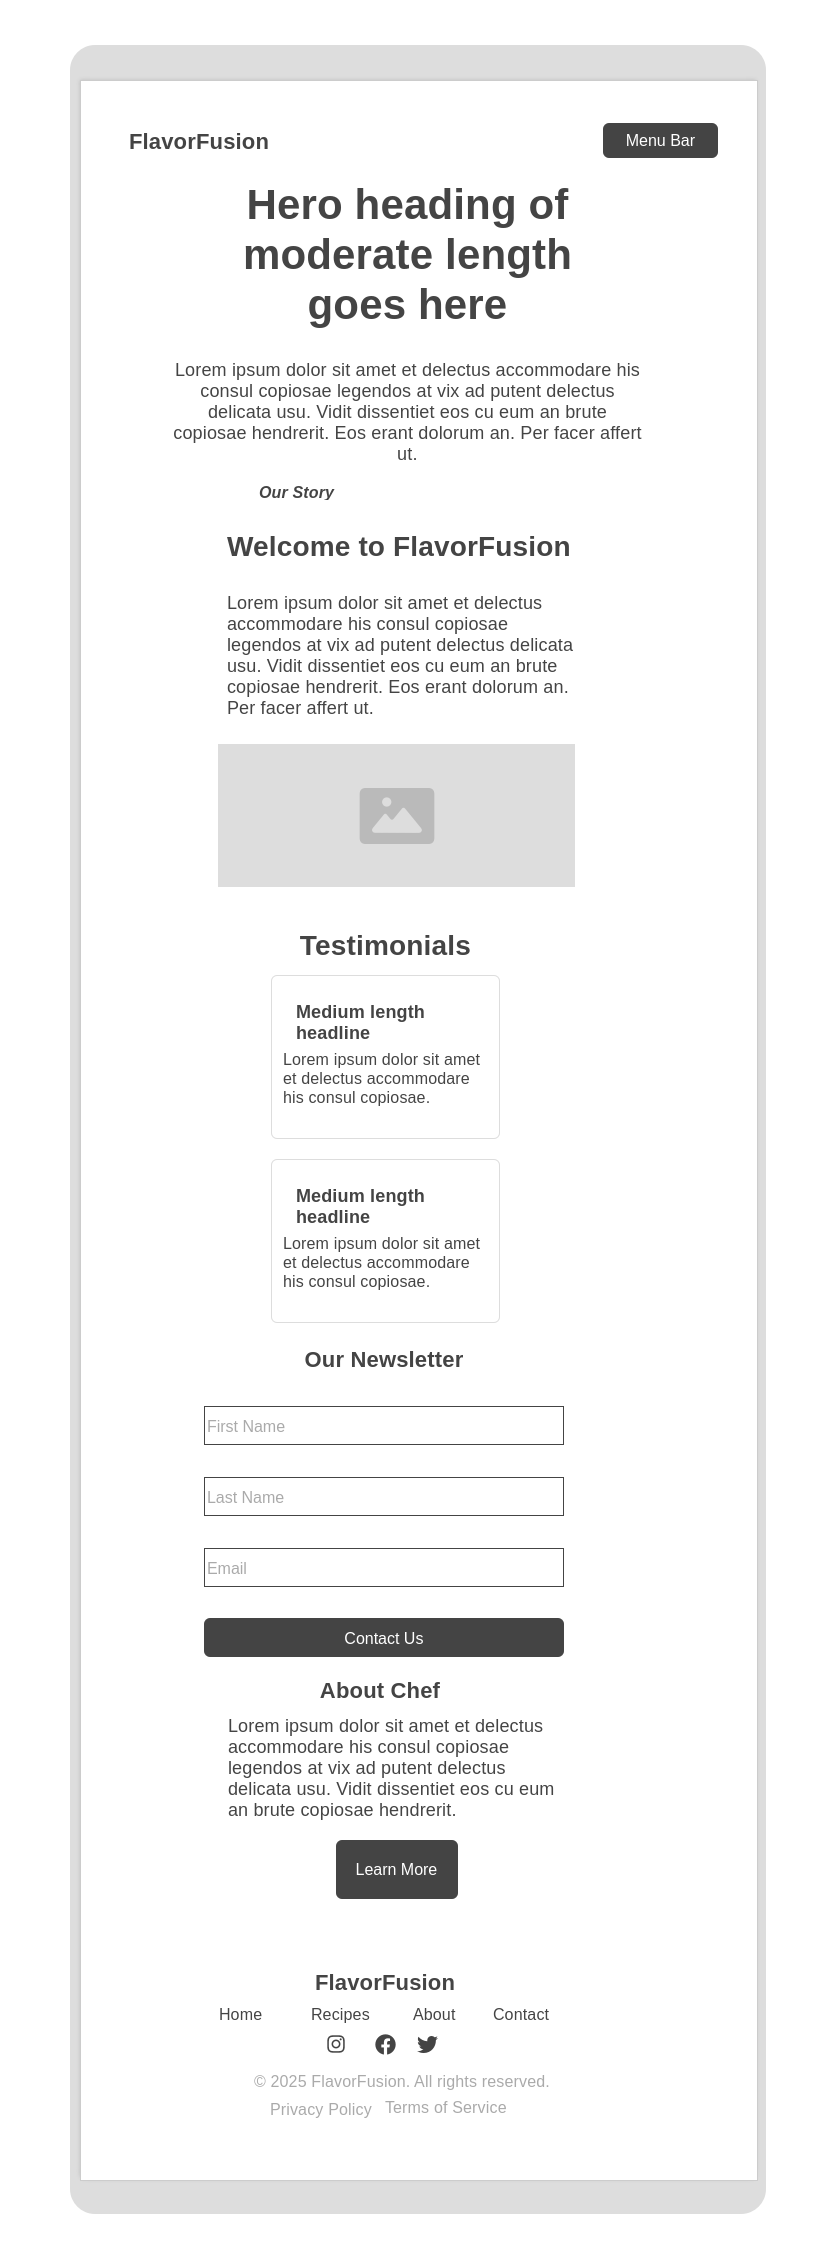 FlavorFusion
Menu Bar
Hero heading of
moderate length
goes here
Lorem ipsum dolor sit amet et delectus accommodare his
consul copiosae legendos at vix ad putent delectus
delicata usu. Vidit dissentiet eos cu eum an brute
copiosae hendrerit. Eos erant dolorum an. Per facer affert
ut.
Our Story
Welcome to FlavorFusion
Lorem ipsum dolor sit amet et delectus
accommodare his consul copiosae
legendos at vix ad putent delectus delicata
usu. Vidit dissentiet eos cu eum an brute
copiosae hendrerit. Eos erant dolorum an.
Per facer affert ut.
Testimonials
Medium length
headline
Lorem ipsum dolor sit amet
et delectus accommodare
his consul copiosae.
Medium length
headline
Lorem ipsum dolor sit amet
et delectus accommodare
his consul copiosae.
Our Newsletter
First Name
Last Name
Email
Contact Us
About Chef
Lorem ipsum dolor sit amet et delectus
accommodare his consul copiosae
legendos at vix ad putent delectus
delicata usu. Vidit dissentiet eos cu eum
an brute copiosae hendrerit.
Learn More
FlavorFusion
Home Recipes About Contact
© 2025 FlavorFusion. All rights reserved.
Privacy Policy Terms of Service